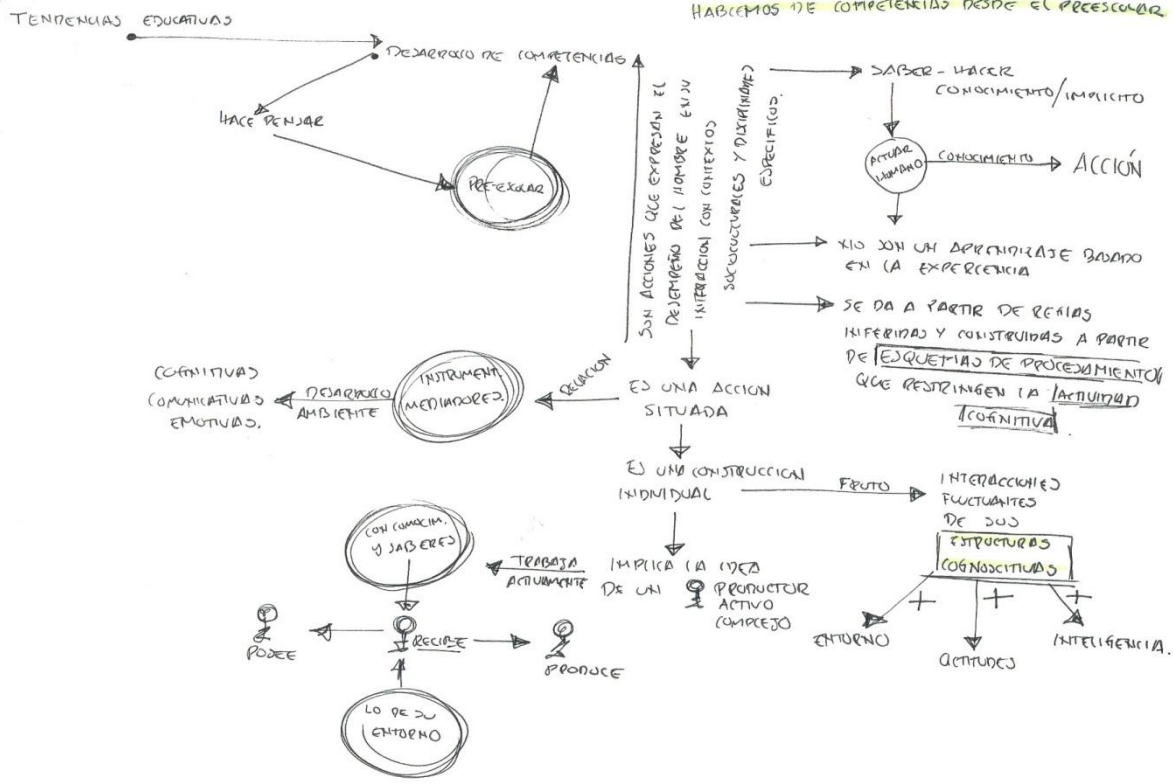 HABLEMOS DE COMPETENCIAS DESDE EL PREESCOLAR
TENDENCIAS EDUCATIVAS
DESARROLLO DE COMPETENCIAS
HACE PENSAR
PRE-ESCOLAR
SON ACCIONES QUE EXPRESAN EL
DESEMPEÑO DEL HOMBRE EN SU
INTERACCION CON CONTEXTOS
SOCIOCULTURALES Y DISCIPLINARES
ESPECIFICOS.
SABER - HACER
CONOCIMIENTO/IMPLICITO
ACTUAR
HUMANO
CONOCIMIENTO
ACCIÓN
NO SON UN APRENDIZAJE BASADO
EN LA EXPERIENCIA
SE DA A PARTIR DE REGLAS
INFERIDAS Y CONSTRUIDAS A PARTIR
DE ESQUEMAS DE PROCESAMIENTO
QUE RESTRINGEN LA ACTIVIDAD
COGNITIVA.
ES UNA ACCION
SITUADA
RELACION
INSTRUMENT.
MEDIADORES.
DESARROLLO
AMBIENTE
COGNITIVAS
COMUNICATIVAS
EMOTIVAS.
ES UNA CONSTRUCCION
INDIVIDUAL
FRUTO
INTERACCIONES
FLUCTUANTES
DE SUS
ESTRUCTURAS
COGNOSCITIVAS
+ + +
ENTORNO
ACTITUDES
INTELIGENCIA.
IMPLICA LA IDEA
DE UN PRODUCTOR
ACTIVO
COMPLEJO
TRABAJA
ACTIVAMENTE
CON CONOCIM.
Y SABERES
POSEE
RECIBE
PRODUCE
LO DE SU
ENTORNO